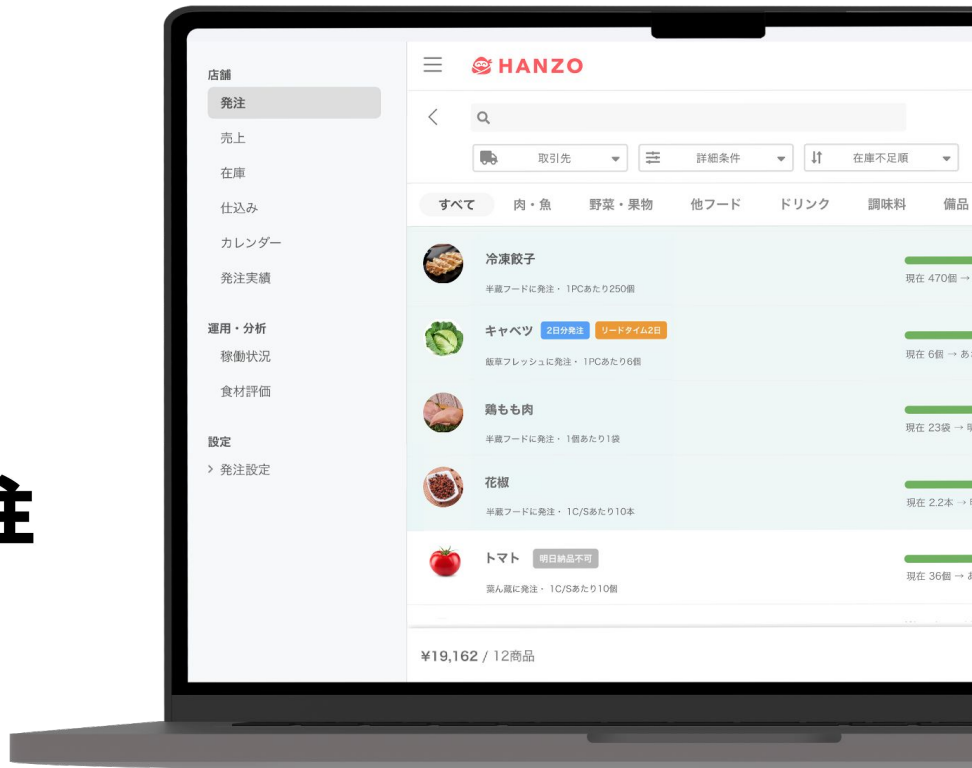 店舗
発注
売上
在庫
仕込み
カレンダー
発注実績
運用・分析
稼働状況
食材評価
設定
発注設定
HANZO
取引先
詳細条件
在庫不足順
すべて 肉・魚 野菜・果物 他フード ドリンク 調味料 備品
冷凍餃子
半蔵フードに発注・ 1PCあたり250個
現在 470個 →
キャベツ 2日分発注 リードタイム2日
飯草フレッシュに発注・ 1PCあたり6個
現在 6個 → あ
鶏もも肉
半蔵フードに発注・ 1個あたり1袋
現在 23袋 →
花椒
半蔵フードに発注・ 1C/Sあたり10本
現在 2.2本 →
トマト 明日納品不可
葉ん蔵に発注・ 1C/Sあたり10個
現在 36個 → あ
¥19,162 / 12商品
注